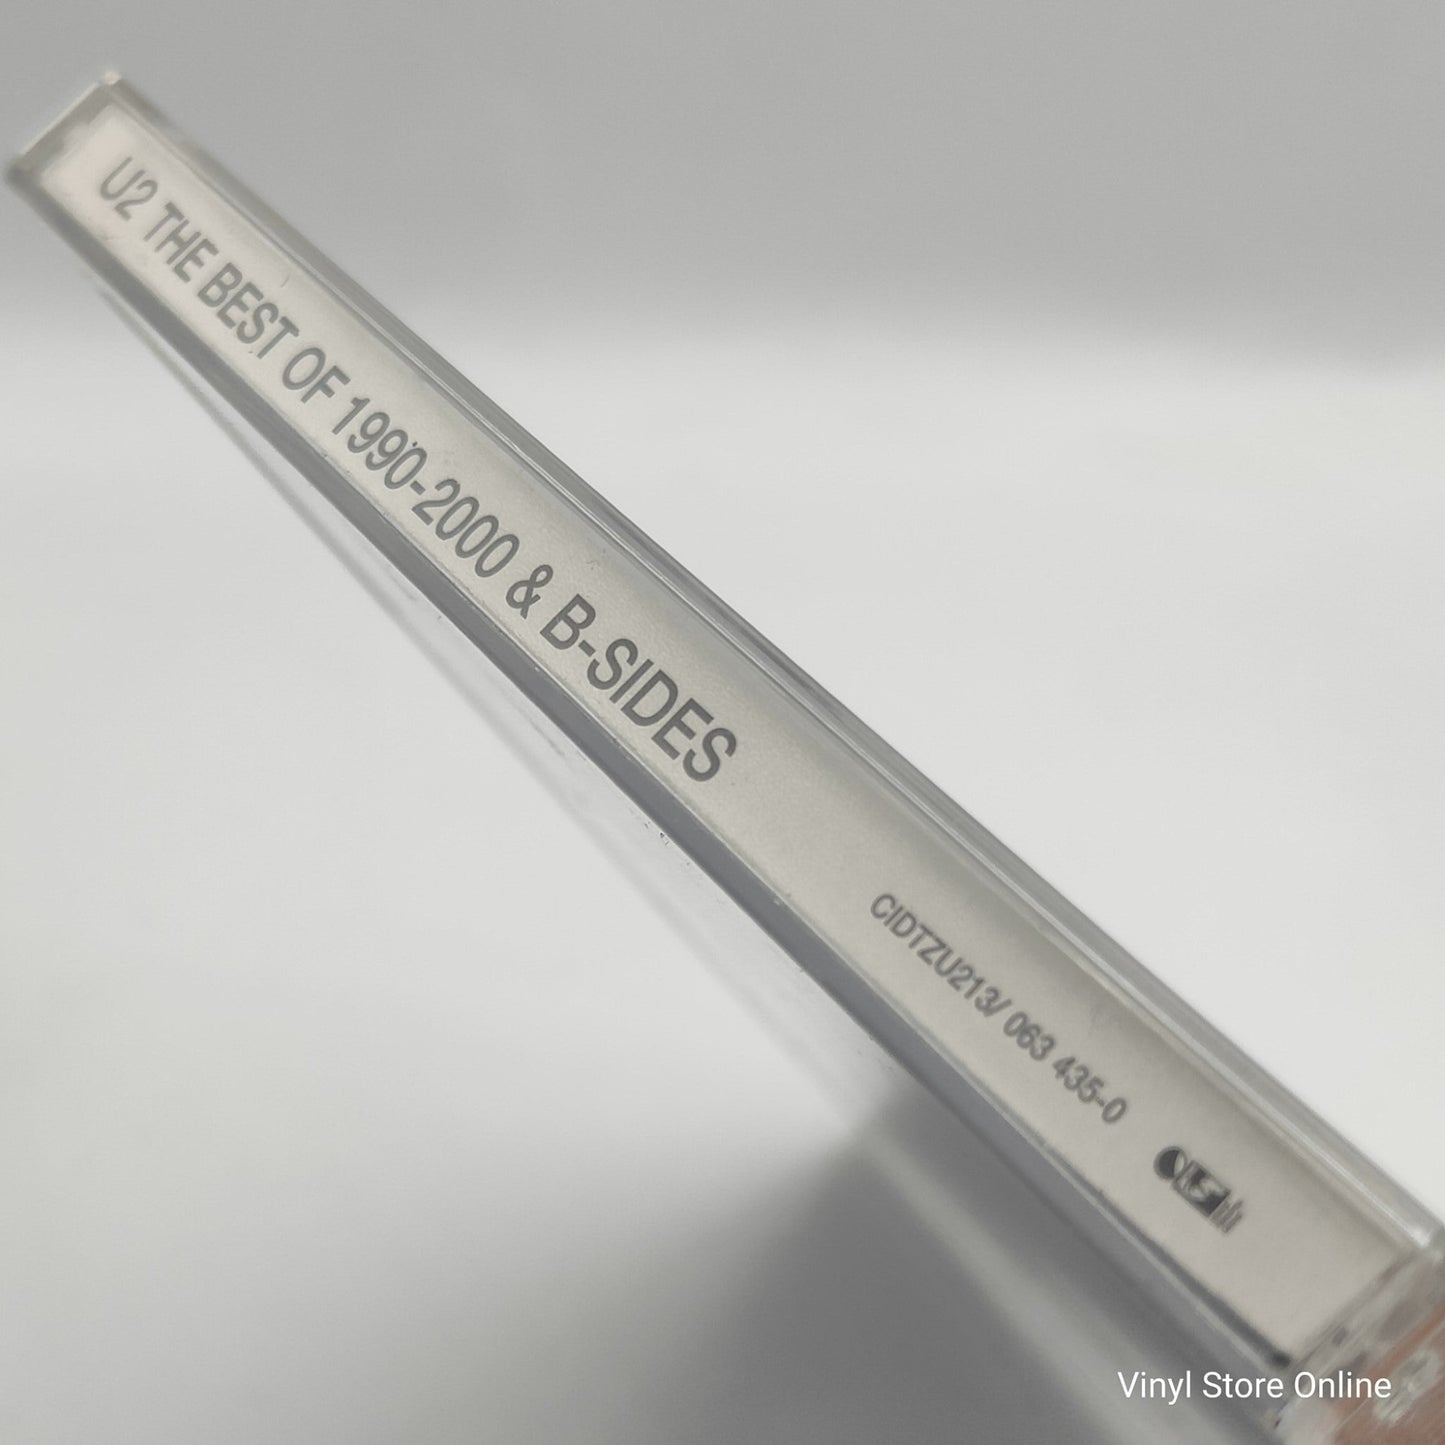 U2 THE BEST OF 1990-2000 & B-SIDES
CIDTZU213/ 063 435-0
Vinyl Store Online